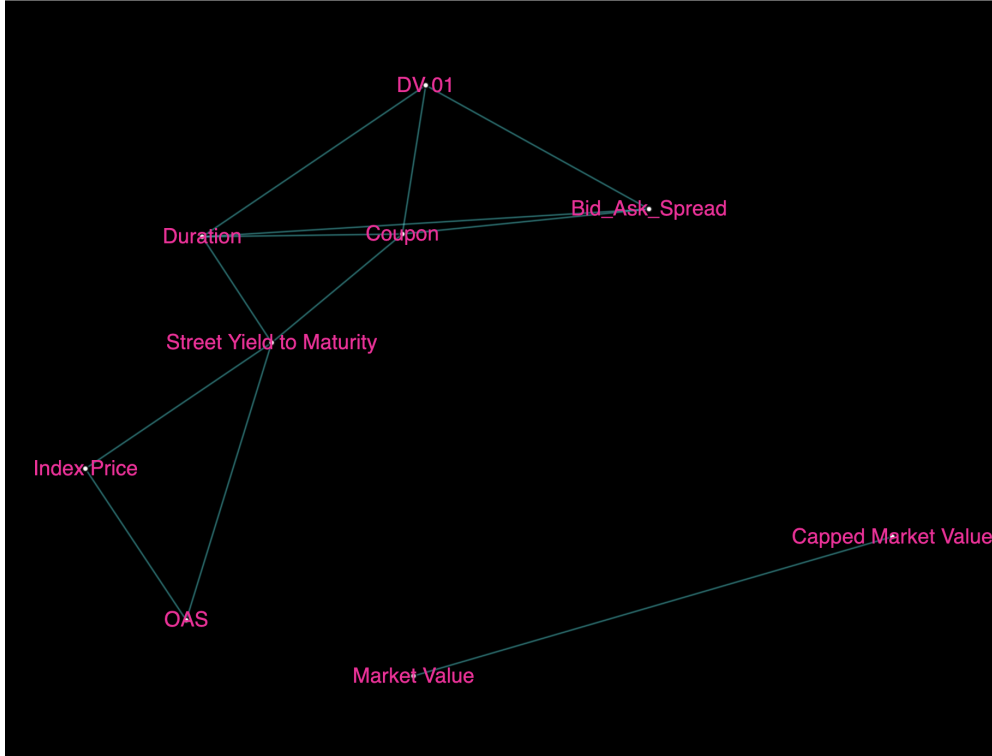 DV 01
Bid_Ask_Spread
Duration
Coupon
Street Yield to Maturity
Index Price
Capped Market Value
OAS
Market Value